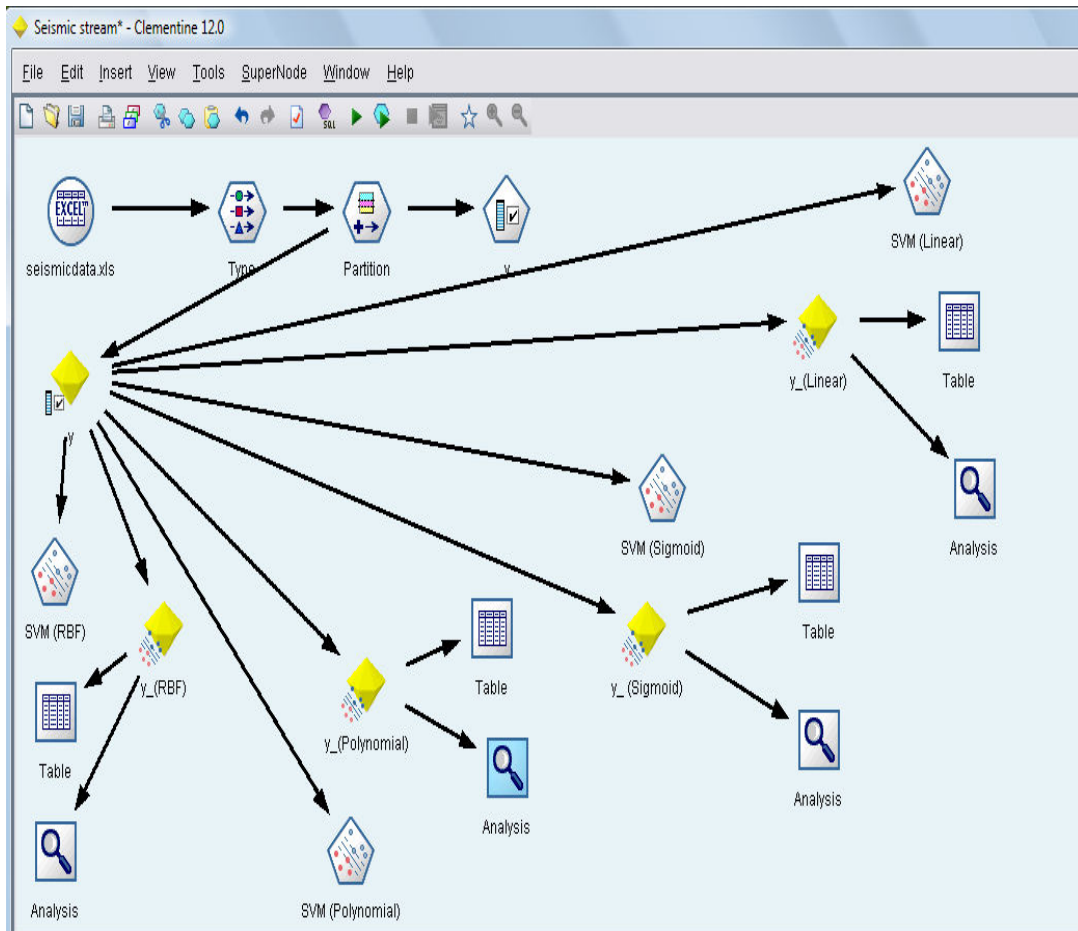 Seismic stream* - Clementine 12.0
File Edit Insert View Tools SuperNode Window Help
SQL
EXCEL
seismicdata.xls
Type
Partition
y
SVM (Linear)
y_(Linear)
Table
y
SVM (Sigmoid)
Analysis
SVM (RBF)
y_(RBF)
Table
y_(Polynomial)
Table
y_ (Sigmoid)
Table
Analysis
Analysis
Analysis
SVM (Polynomial)